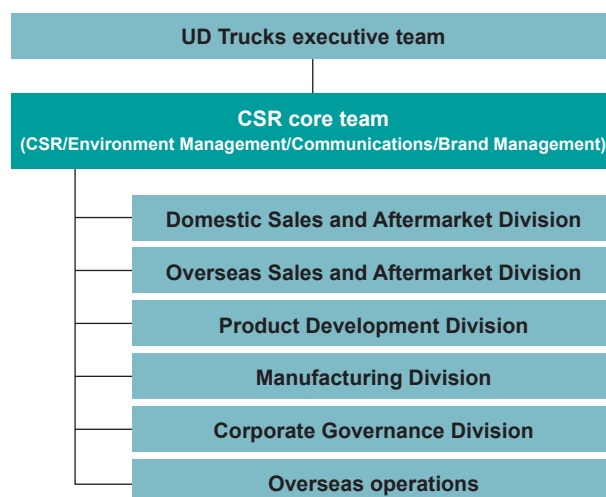 UD Trucks executive team
CSR core team
(CSR/Environment Management/Communications/Brand Management)
Domestic Sales and Aftermarket Division
Overseas Sales and Aftermarket Division
Product Development Division
Manufacturing Division
Corporate Governance Division
Overseas operations